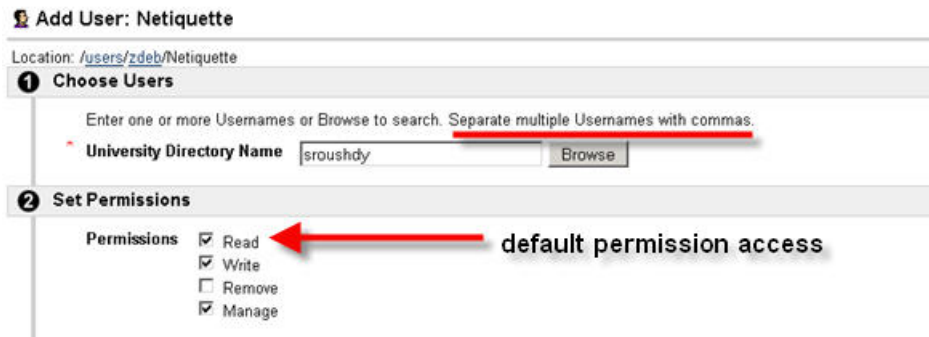 Add User: Netiquette
Location: /users/zdeb/Netiquette
1 Choose Users
Enter one or more Usernames or Browse to search. Separate multiple Usernames with commas.
* University Directory Name sroushdy Browse
2 Set Permissions
Permissions Read default permission access
Write
Remove
Manage